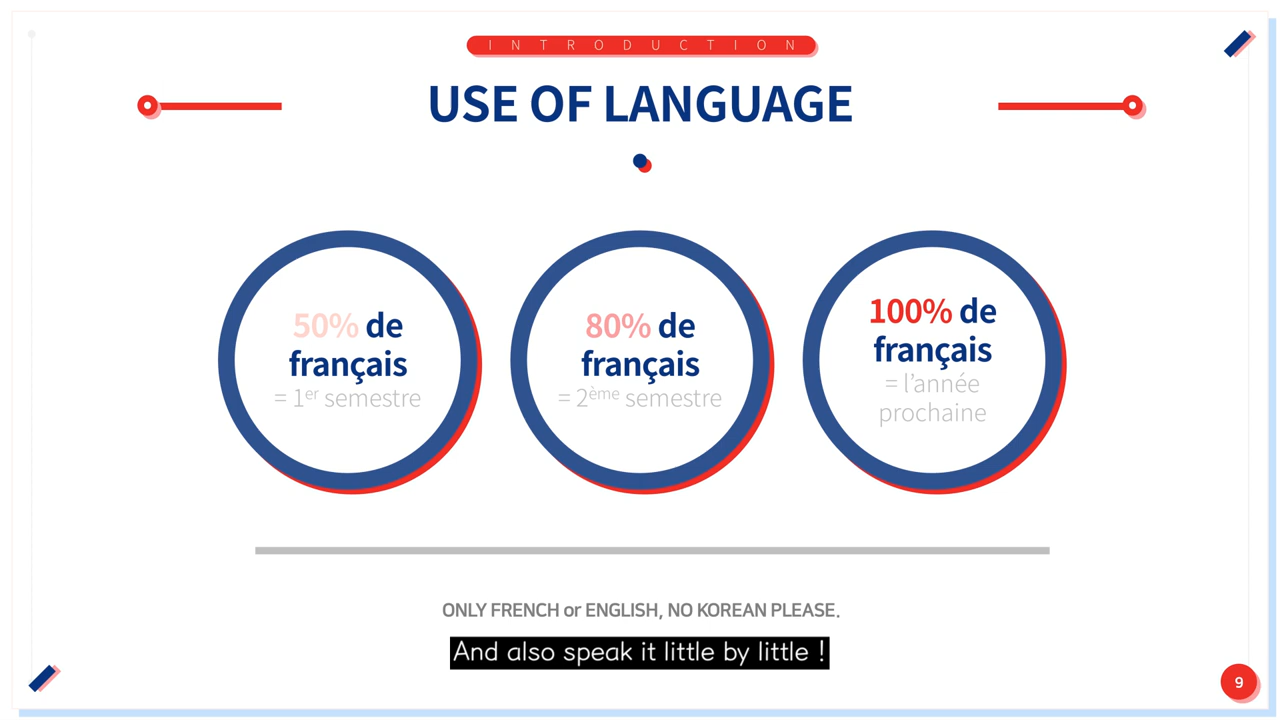 INTRODUCTION
USE OF LANGUAGE
50% de
français
= 1er semestre
80% de
français
= 2ème semestre
100% de
français
= l’année
prochaine
ONLY FRENCH or ENGLISH, NO KOREAN PLEASE.
And also speak it little by little !
9